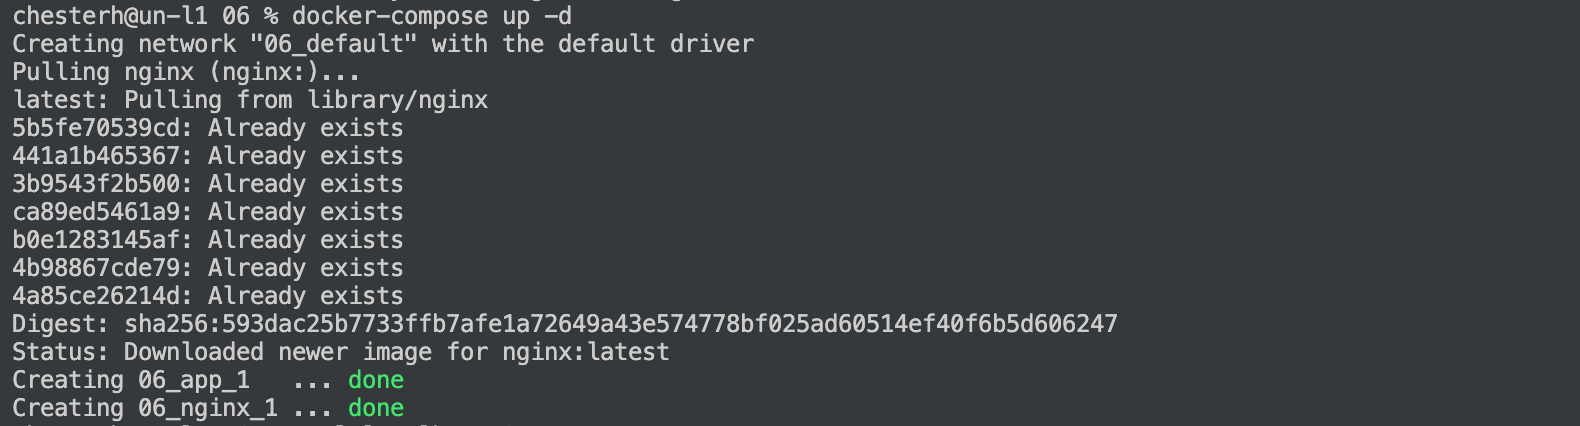 chesterh@un-l1 06 % docker-compose up -d
Creating network "06_default" with the default driver
Pulling nginx (nginx:)...
latest: Pulling from library/nginx
5b5fe70539cd: Already exists
441a1b465367: Already exists
3b9543f2b500: Already exists
ca89ed5461a9: Already exists
b0e1283145af: Already exists
4b98867cde79: Already exists
4a85ce26214d: Already exists
Digest: sha256:593dac25b7733ffb7afe1a72649a43e574778bf025ad60514ef40f6b5d606247
Status: Downloaded newer image for nginx:latest
Creating 06_app_1   ... done
Creating 06_nginx_1 ... done